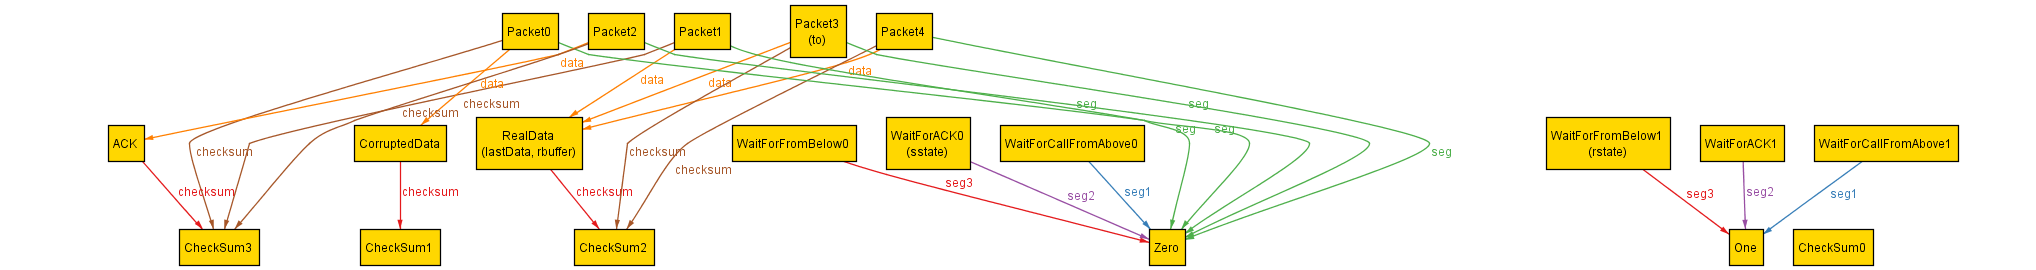 Packet0
Packet2
Packet1
Packet3
(to)
Packet4
data
data
data
data
data
seg
seg
seg
seg
seg
checksum
checksum
checksum
checksum
checksum
ACK
CorruptedData
RealData
(lastData, rbuffer)
WaitForFromBelow0
WaitForACK0
(sstate)
WaitForCallFromAbove0
WaitForFromBelow1
(rstate)
WaitForACK1
WaitForCallFromAbove1
checksum
checksum
checksum
seg3
seg2
seg1
seg3
seg2
seg1
CheckSum3
CheckSum1
CheckSum2
Zero
One
CheckSum0